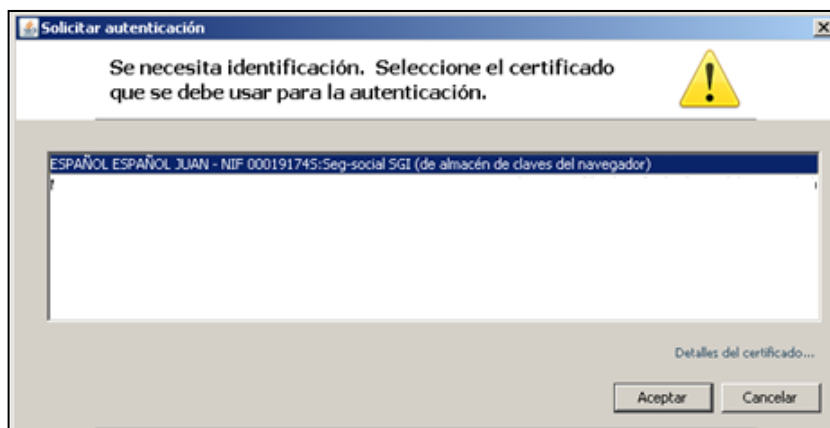 Solicitar autenticación
Se necesita identificación. Seleccione el certificado
que se debe usar para la autenticación.
ESPAÑOL ESPAÑOL JUAN - NIF 00019174S:Seg-social SGI (de almacén de claves del navegador)
Detalles del certificado...
Aceptar
Cancelar